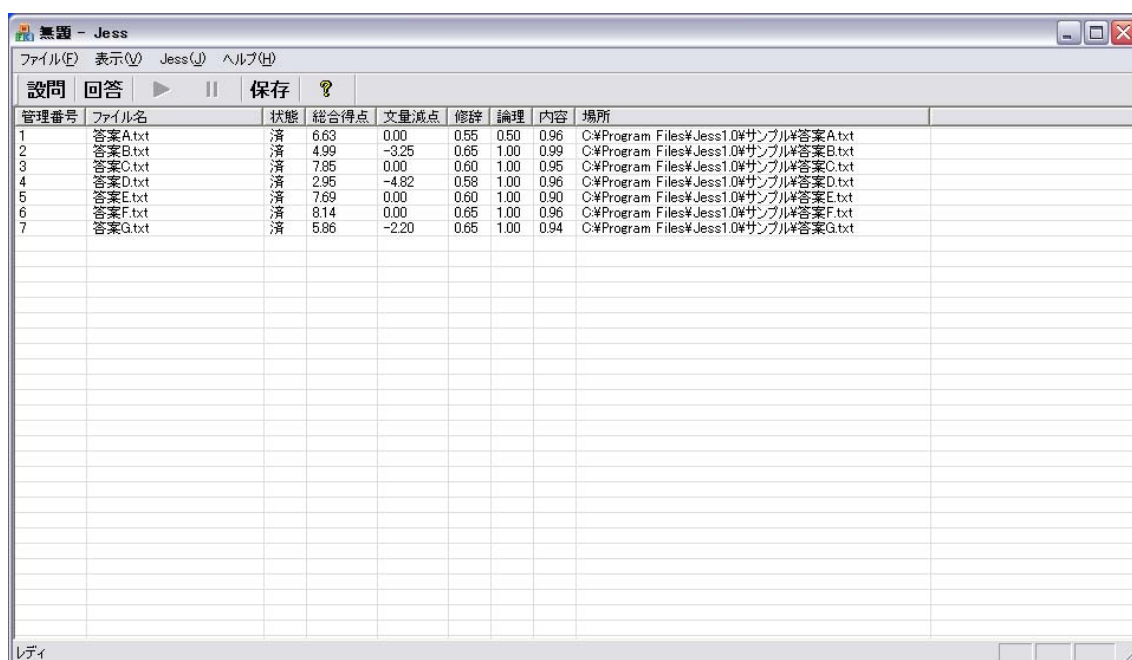 無題 - Jess
ファイル(F) 表示(V) Jess(J) ヘルプ(H)
設問 回答 保存 ?
管理番号 ファイル名 状態 総合得点 文量減点 修辞 論理 内容 場所
1 答案A.txt 済 6.63 0.00 0.55 0.50 0.96 C:¥Program Files¥Jess1.0¥サンプル¥答案A.txt
2 答案B.txt 済 4.99 -3.25 0.65 1.00 0.99 C:¥Program Files¥Jess1.0¥サンプル¥答案B.txt
3 答案C.txt 済 7.85 0.00 0.60 1.00 0.95 C:¥Program Files¥Jess1.0¥サンプル¥答案C.txt
4 答案D.txt 済 2.95 -4.82 0.58 1.00 0.96 C:¥Program Files¥Jess1.0¥サンプル¥答案D.txt
5 答案E.txt 済 7.69 0.00 0.60 1.00 0.90 C:¥Program Files¥Jess1.0¥サンプル¥答案E.txt
6 答案F.txt 済 8.14 0.00 0.65 1.00 0.96 C:¥Program Files¥Jess1.0¥サンプル¥答案F.txt
7 答案G.txt 済 5.86 -2.20 0.65 1.00 0.94 C:¥Program Files¥Jess1.0¥サンプル¥答案G.txt
レディ